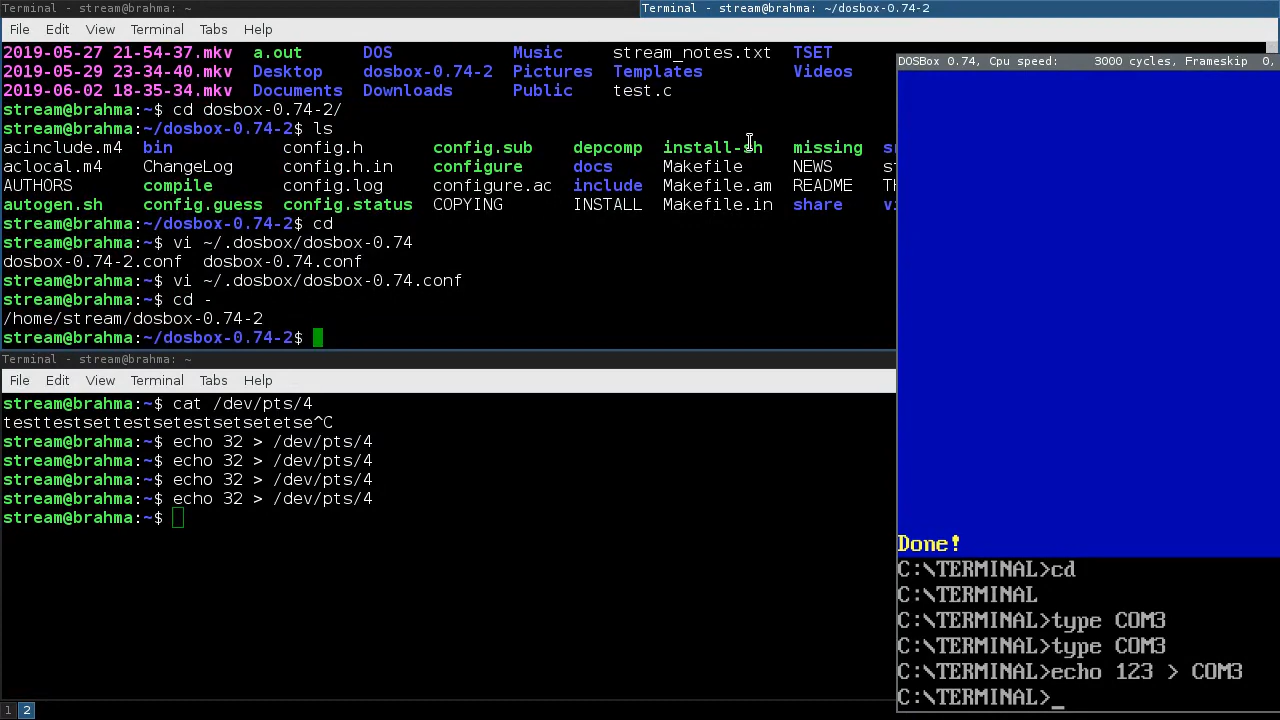 Terminal - stream@brahma: ~
Terminal - stream@brahma: ~/dosbox-0.74-2
File Edit View Terminal Tabs Help
2019-05-27 21-54-37.mkv a.out DOS Music stream_notes.txt TSET
2019-05-29 23-34-40.mkv Desktop dosbox-0.74-2 Pictures Templates Videos
2019-06-02 18-35-34.mkv Documents Downloads Public test.c
stream@brahma:~$ cd dosbox-0.74-2/
stream@brahma:~/dosbox-0.74-2$ ls
acinclude.m4 bin config.h config.sub depcomp install-sh missing
aclocal.m4 ChangeLog config.h.in configure docs Makefile NEWS
AUTHORS compile config.log configure.ac include Makefile.am README
autogen.sh config.guess config.status COPYING INSTALL Makefile.in share
stream@brahma:~/dosbox-0.74-2$ cd
stream@brahma:~$ vi ~/.dosbox/dosbox-0.74
dosbox-0.74-2.conf dosbox-0.74.conf
stream@brahma:~$ vi ~/.dosbox/dosbox-0.74.conf
stream@brahma:~$ cd -
/home/stream/dosbox-0.74-2
stream@brahma:~/dosbox-0.74-2$
Terminal - stream@brahma: ~
File Edit View Terminal Tabs Help
stream@brahma:~$ cat /dev/pts/4
testtestsettestsetestsetsetetse^C
stream@brahma:~$ echo 32 > /dev/pts/4
stream@brahma:~$ echo 32 > /dev/pts/4
stream@brahma:~$ echo 32 > /dev/pts/4
stream@brahma:~$ echo 32 > /dev/pts/4
stream@brahma:~$
DOSBox 0.74, Cpu speed: 3000 cycles, Frameskip 0,
Done!
C:\TERMINAL>cd
C:\TERMINAL
C:\TERMINAL>type COM3
C:\TERMINAL>type COM3
C:\TERMINAL>echo 123 > COM3
C:\TERMINAL>_
1 2